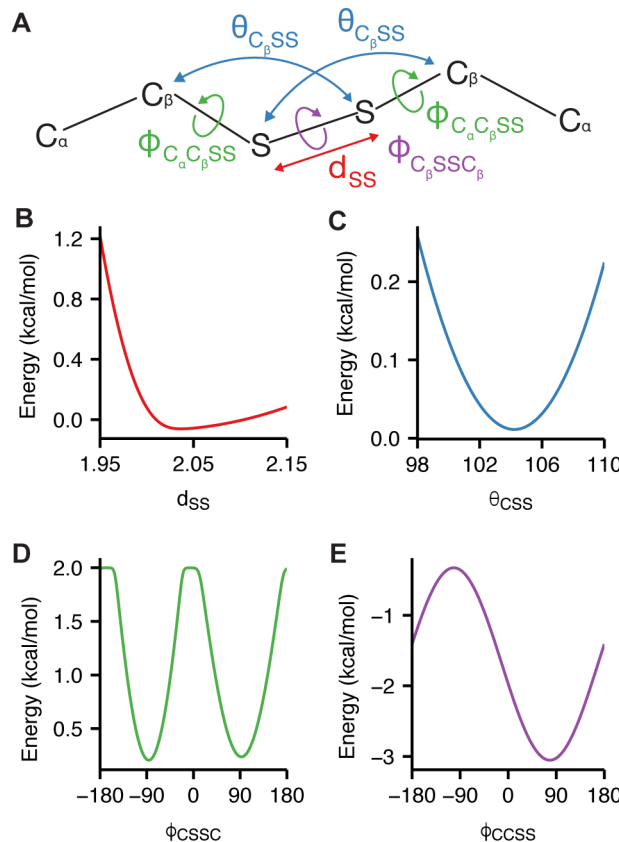 A
θCβSS θCβSS
Cβ Cβ
S
Cα S Cα
ΦCαCβSS ΦCαCβSS
dSS ΦCβSSCβ
B C
Energy (kcal/mol)
1.2
0.8
0.4
0.0
1.95 2.05 2.15
dSS
Energy (kcal/mol)
0.2
0.1
0.0
98 102 106 110
θCSS
D E
Energy (kcal/mol)
2.0
1.5
1.0
0.5
−180 −90 0 90 180
ϕCSSC
Energy (kcal/mol)
−1
−2
−3
−180 −90 0 90 180
ϕCCSS